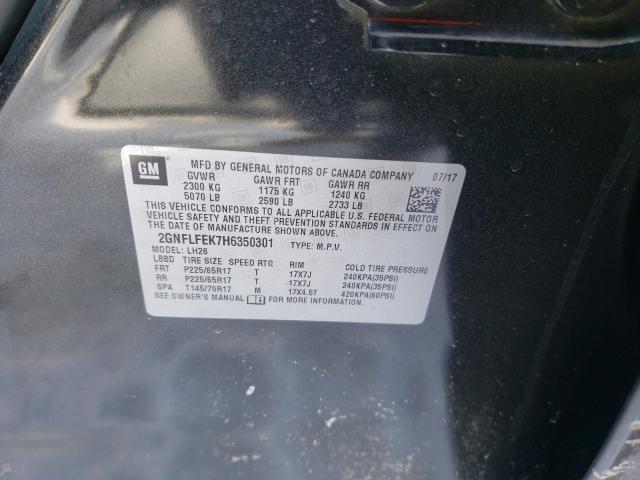 GM
MFD BY GENERAL MOTORS OF CANADA COMPANY 07/17
GVWR GAWR FRT GAWR RR
2300 KG 1175 KG 1240 KG
5070 LB 2590 LB 2733 LB
THIS VEHICLE CONFORMS TO ALL APPLICABLE U.S. FEDERAL MOTOR
VEHICLE SAFETY AND THEFT PREVENTION STANDARDS IN EFFECT ON
THE DATE OF MANUFACTURE SHOWN ABOVE.
2GNFLFEK7H6350301 TYPE: M.P.V.
MODEL: LH26
LBBD TIRE SIZE SPEED RTG RIM COLD TIRE PRESSURE
FRT P225/65R17 T 17X7J 240KPA(35PSI)
RR P225/65R17 T 17X7J 240KPA(35PSI)
SPA T145/70R17 M 17X4.5T 420KPA(60PSI)
SEE OWNER'S MANUAL FOR MORE INFORMATION.